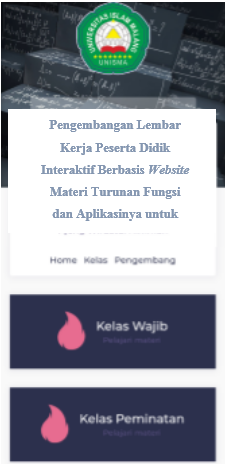 UNIVERSITAS ISLAM MALANG
UNISMA
Pengembangan Lembar
Kerja Peserta Didik
Interaktif Berbasis Website
Materi Turunan Fungsi
dan Aplikasinya untuk
Home Kelas Pengembang
Kelas Wajib
Pelajari materi
Kelas Peminatan
Pelajari materi